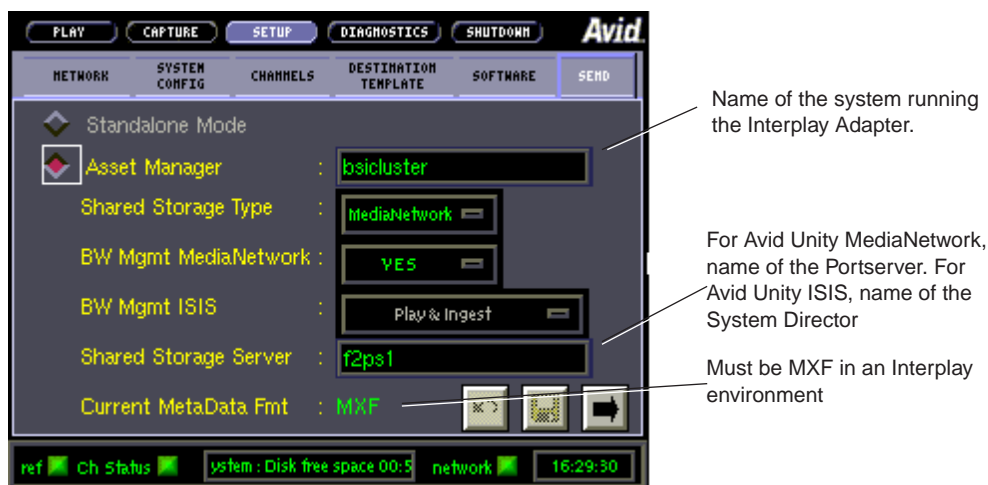 PLAY CAPTURE SETUP DIAGNOSTICS SHUTDOWN Avid
NETWORK SYSTEM CONFIG CHANNELS DESTINATION TEMPLATE SOFTWARE SEND
Standalone Mode
Asset Manager : bsicluster
Shared Storage Type : MediaNetwork
BW Mgmt MediaNetwork : YES
BW Mgmt ISIS : Play & Ingest
Shared Storage Server : f2ps1
Current MetaData Fmt : MXF
ref Ch Status ystem : Disk free space 00:5 network 16:29:30
Name of the system running
the Interplay Adapter.
For Avid Unity MediaNetwork,
name of the Portserver. For
Avid Unity ISIS, name of the
System Director
Must be MXF in an Interplay
environment